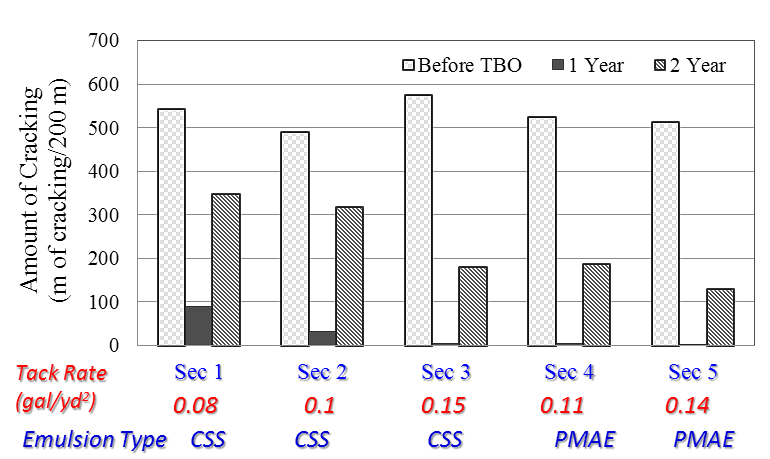 700
600
500
400
300
200
100
0
Amount of Cracking
(m of cracking/200 m)
Before TBO 1 Year 2 Year
Sec 1 Sec 2 Sec 3 Sec 4 Sec 5
Tack Rate
(gal/yd²) 0.08 0.1 0.15 0.11 0.14
Emulsion Type CSS CSS CSS PMAE PMAE